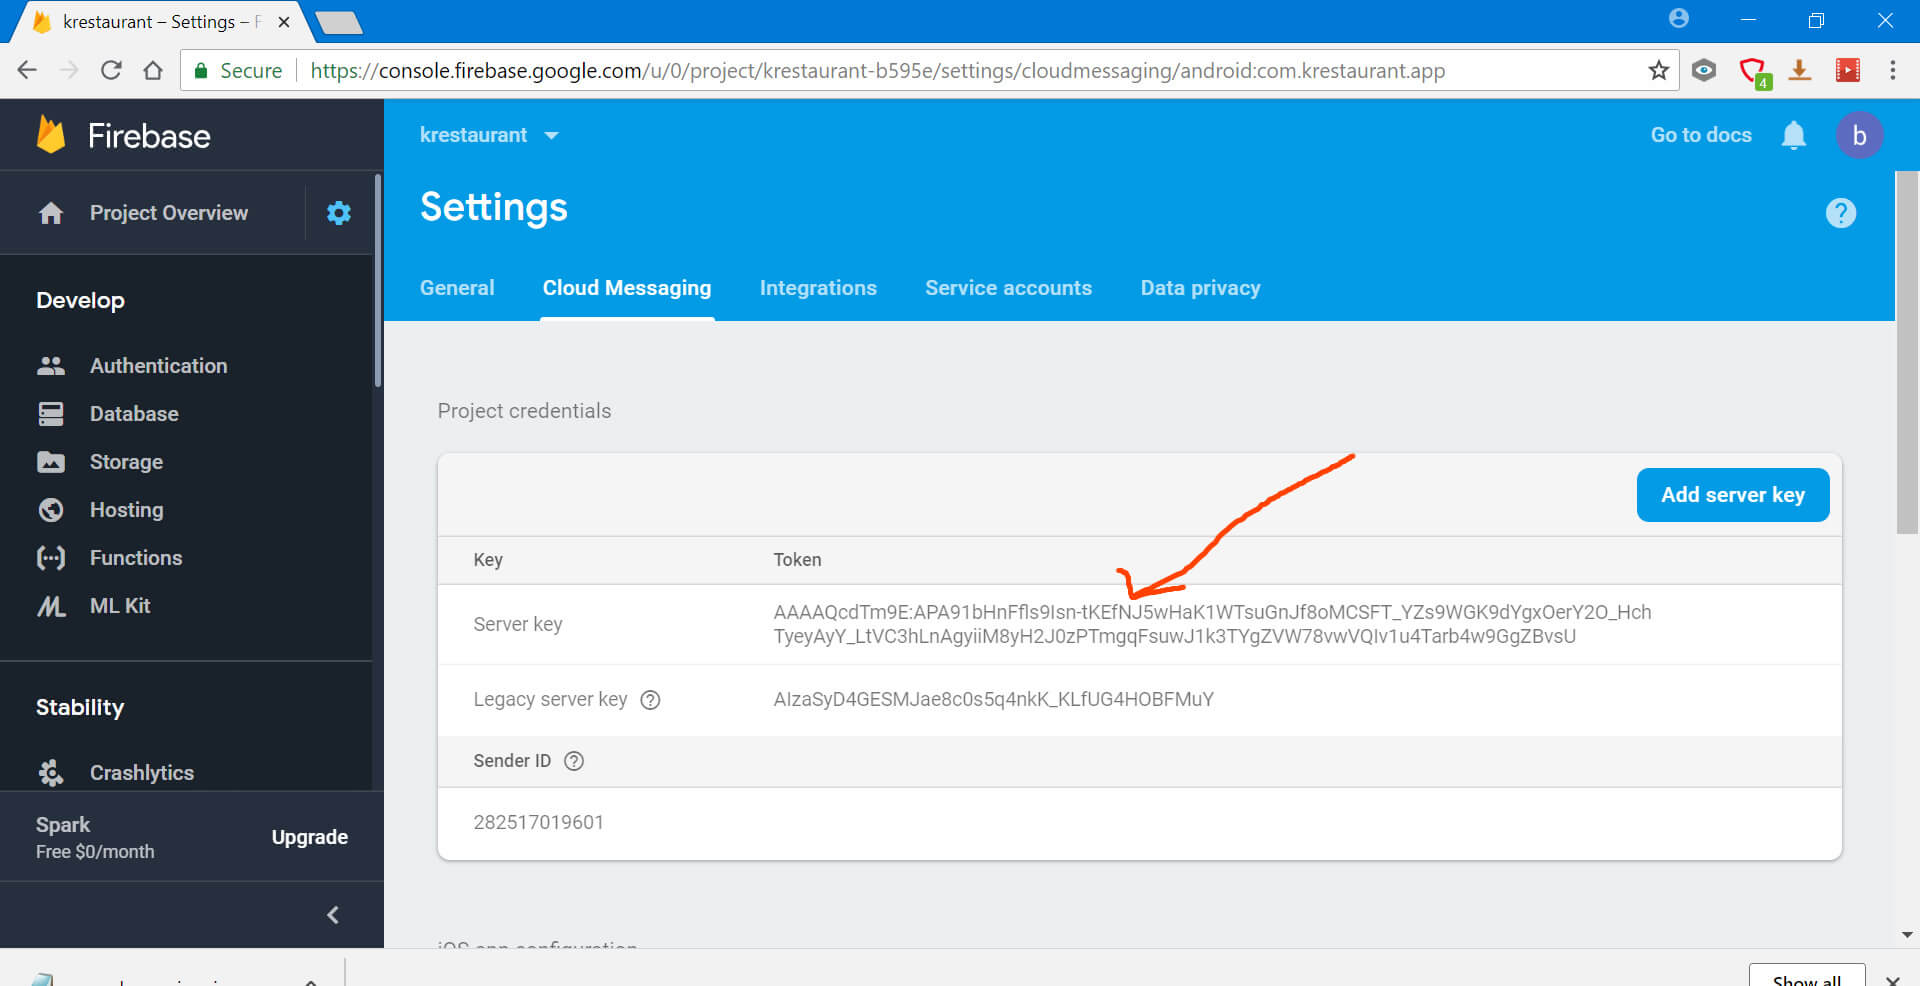 krestaurant – Settings – F
Secure
https://console.firebase.google.com/u/0/project/krestaurant-b595e/settings/cloudmessaging/android:com.krestaurant.app
4
Firebase
krestaurant
Go to docs
b
Project Overview
Settings
?
General
Cloud Messaging
Integrations
Service accounts
Data privacy
Develop
Authentication
Database
Storage
Hosting
Functions
ML Kit
Project credentials
Add server key
Key
Token
Server key
AAAAQcdTm9E:APA91bHnFfls9Isn-tKEfNJ5wHaK1WTsuGnJf8oMCSFT_YZs9WGK9dYgxOerY2O_Hch
TyeyAyY_LtVC3hLnAgyiiM8yH2J0zPTmgqFsuwJ1k3TYgZVW78vwVQIv1u4Tarb4w9GgZBvsU
Legacy server key ?
AIzaSyD4GESMJae8c0s5q4nkK_KLfUG4HOBFMuY
Sender ID ?
282517019601
Stability
Crashlytics
Spark
Free $0/month
Upgrade
iOS app configuration
Show all